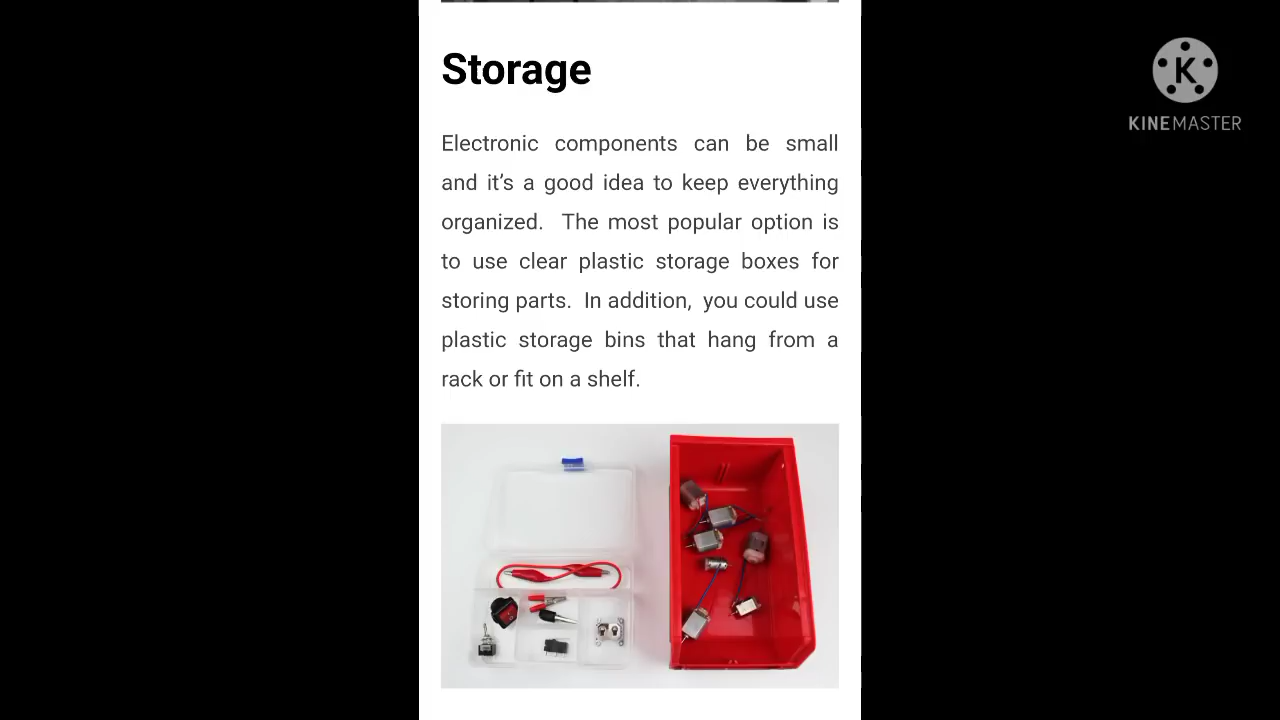 Storage
Electronic components can be small
and it's a good idea to keep everything
organized. The most popular option is
to use clear plastic storage boxes for
storing parts. In addition, you could use
plastic storage bins that hang from a
rack or fit on a shelf.
K
KINEMASTER